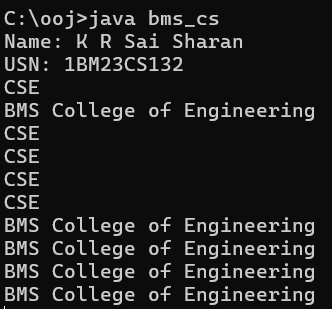 C:\ooj>java bms_cs
Name: K R Sai Sharan
USN: 1BM23CS132
CSE
BMS College of Engineering
CSE
CSE
CSE
CSE
BMS College of Engineering
BMS College of Engineering
BMS College of Engineering
BMS College of Engineering